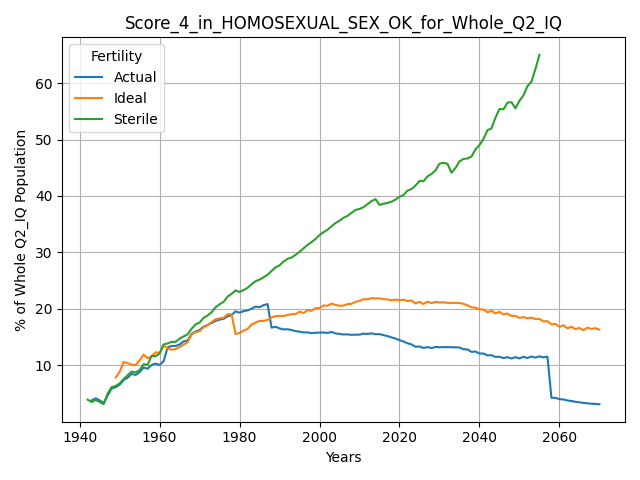 Score_4_in_HOMOSEXUAL_SEX_OK_for_Whole_Q2_IQ
Fertility
Actual
Ideal
Sterile
% of Whole Q2_IQ Population
60
50
40
30
20
10
1940 1960 1980 2000 2020 2040 2060
Years